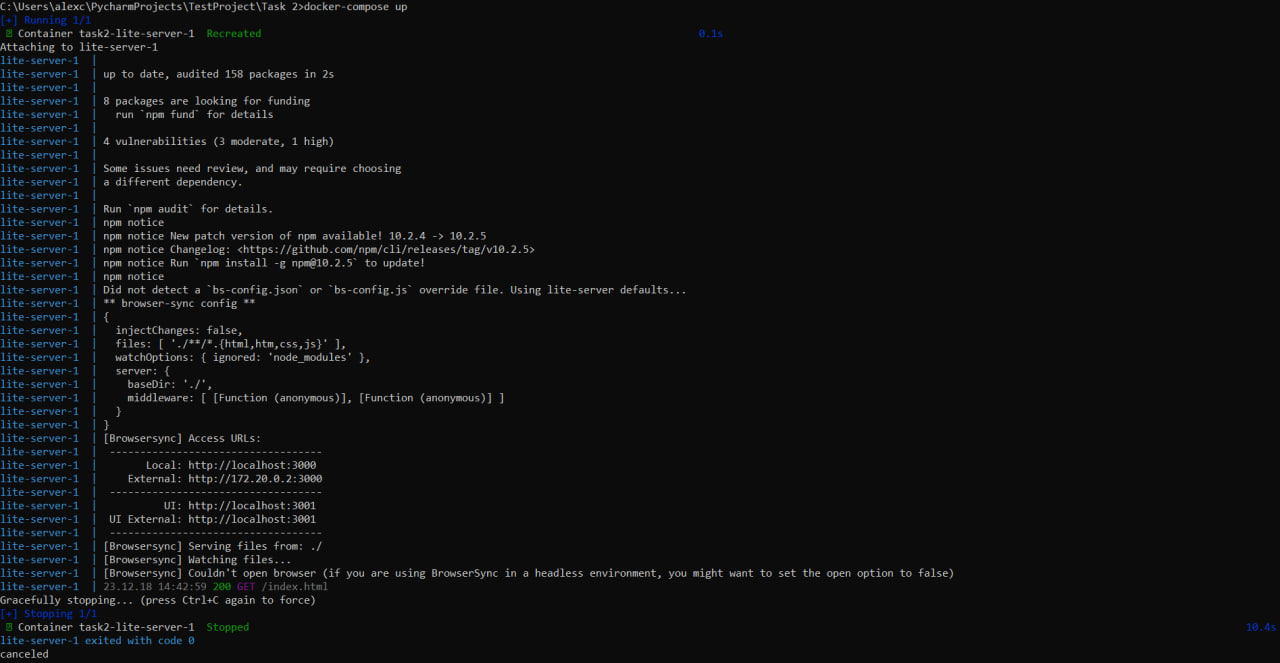 C:\Users\alexc\PycharmProjects\TestProject\Task 2>docker-compose up
[+] Running 1/1
Container task2-lite-server-1  Recreated 0.1s
Attaching to lite-server-1
lite-server-1  |
lite-server-1  | up to date, audited 158 packages in 2s
lite-server-1  |
lite-server-1  | 8 packages are looking for funding
lite-server-1  |   run `npm fund` for details
lite-server-1  |
lite-server-1  | 4 vulnerabilities (3 moderate, 1 high)
lite-server-1  |
lite-server-1  | Some issues need review, and may require choosing
lite-server-1  | a different dependency.
lite-server-1  |
lite-server-1  | Run `npm audit` for details.
lite-server-1  | npm notice
lite-server-1  | npm notice New patch version of npm available! 10.2.4 -> 10.2.5
lite-server-1  | npm notice Changelog: <https://github.com/npm/cli/releases/tag/v10.2.5>
lite-server-1  | npm notice Run `npm install -g npm@10.2.5` to update!
lite-server-1  | npm notice
lite-server-1  | Did not detect a `bs-config.json` or `bs-config.js` override file. Using lite-server defaults...
lite-server-1  | ** browser-sync config **
lite-server-1  | {
lite-server-1  |   injectChanges: false,
lite-server-1  |   files: [ './**/*.{html,htm,css,js}' ],
lite-server-1  |   watchOptions: { ignored: 'node_modules' },
lite-server-1  |   server: {
lite-server-1  |     baseDir: './',
lite-server-1  |     middleware: [ [Function (anonymous)], [Function (anonymous)] ]
lite-server-1  |   }
lite-server-1  | }
lite-server-1  | [Browsersync] Access URLs:
lite-server-1  |  -----------------------------------
lite-server-1  |        Local: http://localhost:3000
lite-server-1  |     External: http://172.20.0.2:3000
lite-server-1  |  -----------------------------------
lite-server-1  |           UI: http://localhost:3001
lite-server-1  |  UI External: http://localhost:3001
lite-server-1  |  -----------------------------------
lite-server-1  | [Browsersync] Serving files from: ./
lite-server-1  | [Browsersync] Watching files...
lite-server-1  | [Browsersync] Couldn't open browser (if you are using BrowserSync in a headless environment, you might want to set the open option to false)
lite-server-1  | 23.12.18 14:42:59 200 GET /index.html
Gracefully stopping... (press Ctrl+C again to force)
[+] Stopping 1/1
Container task2-lite-server-1  Stopped 10.4s
lite-server-1 exited with code 0
canceled